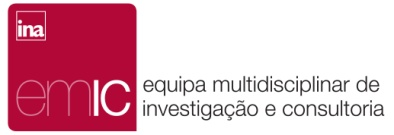 ina
emIC
equipa multidisciplinar de
investigação e consultoria